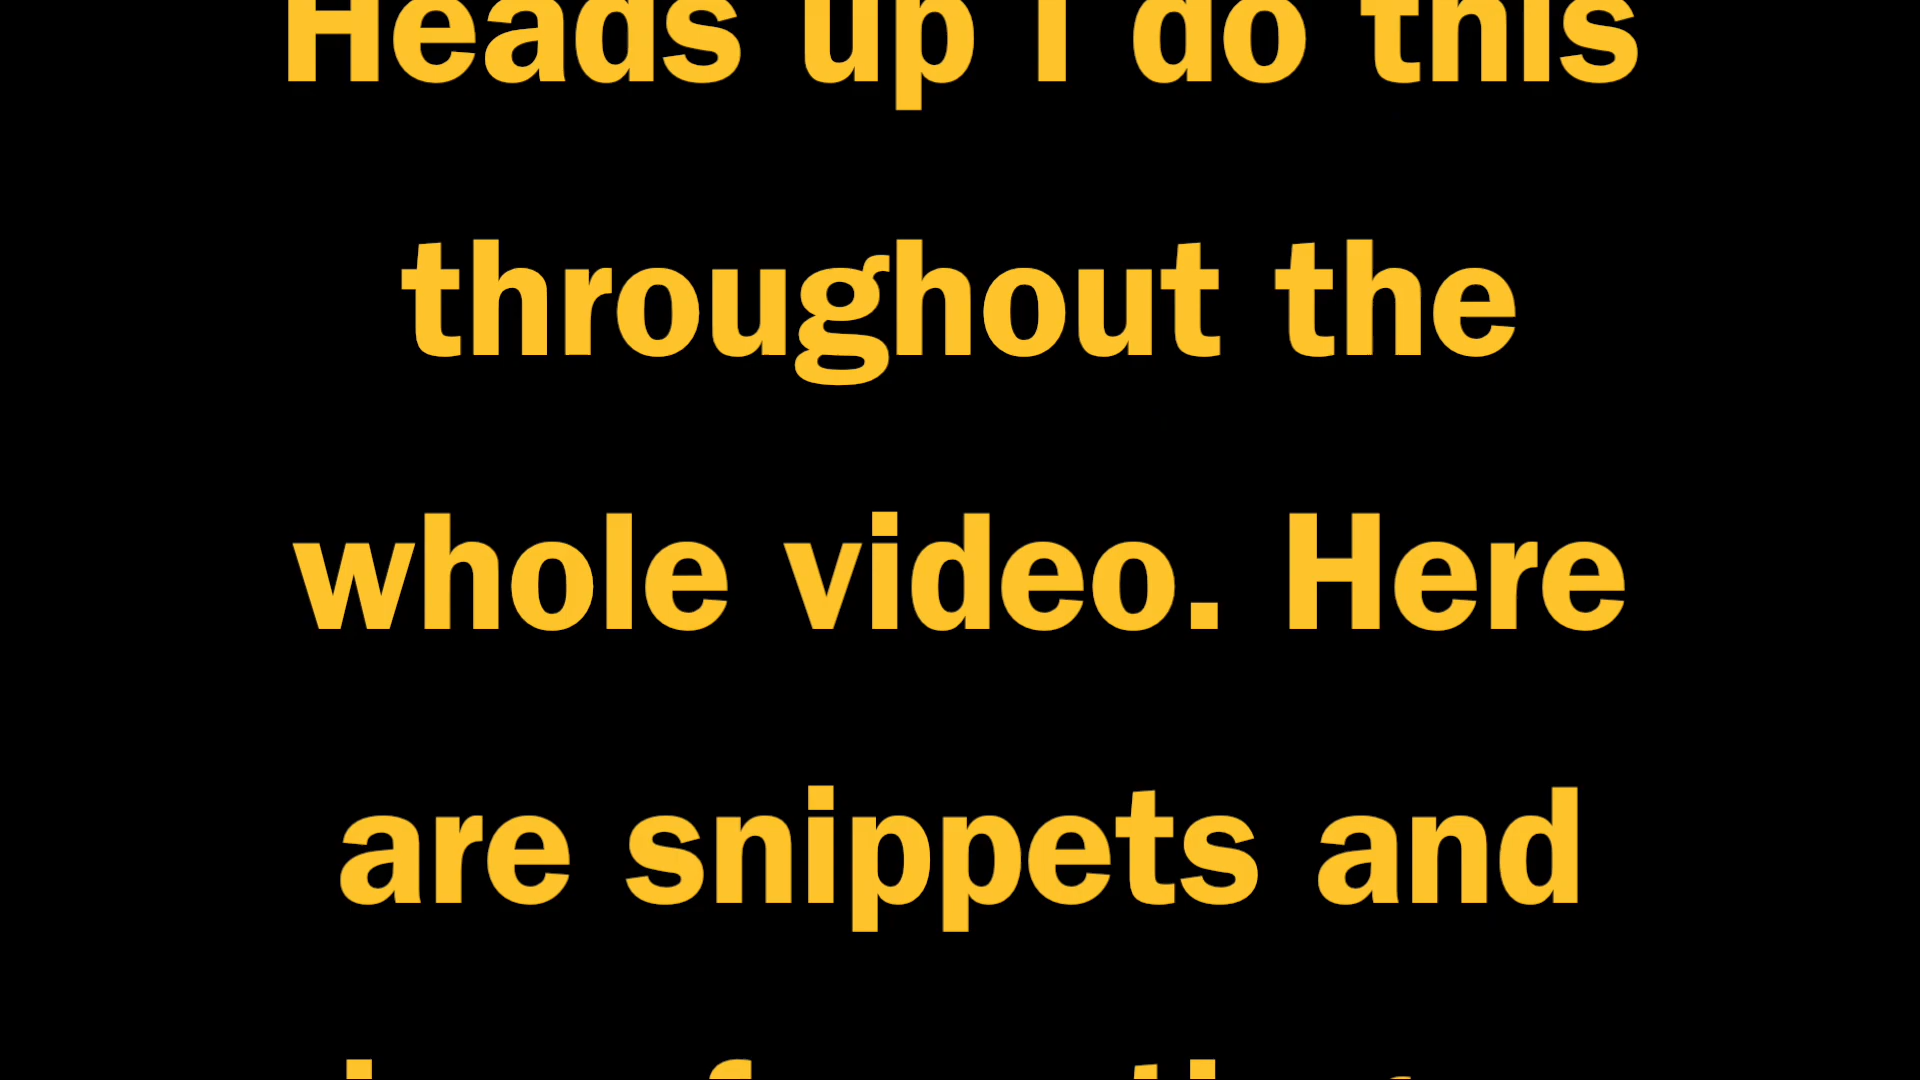 Heads up I do this
throughout the
whole video. Here
are snippets and